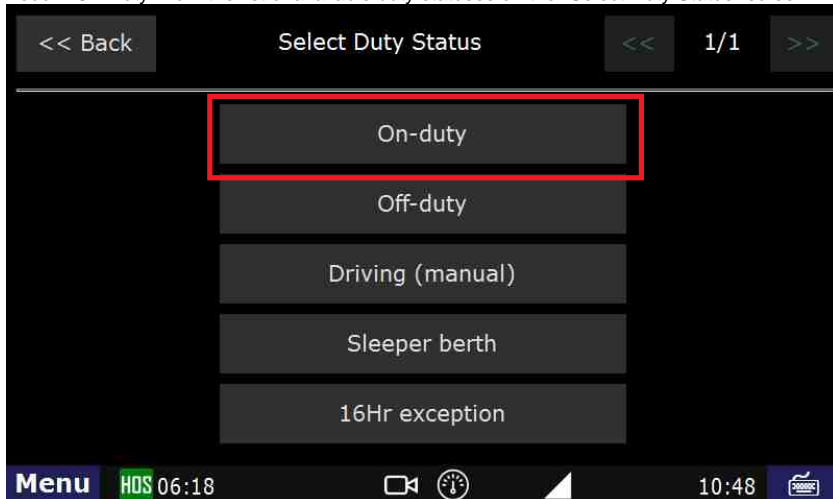 << Back Select Duty Status << 1/1 >>
On-duty
Off-duty
Driving (manual)
Sleeper berth
16Hr exception
Menu HOS 06:18 10:48